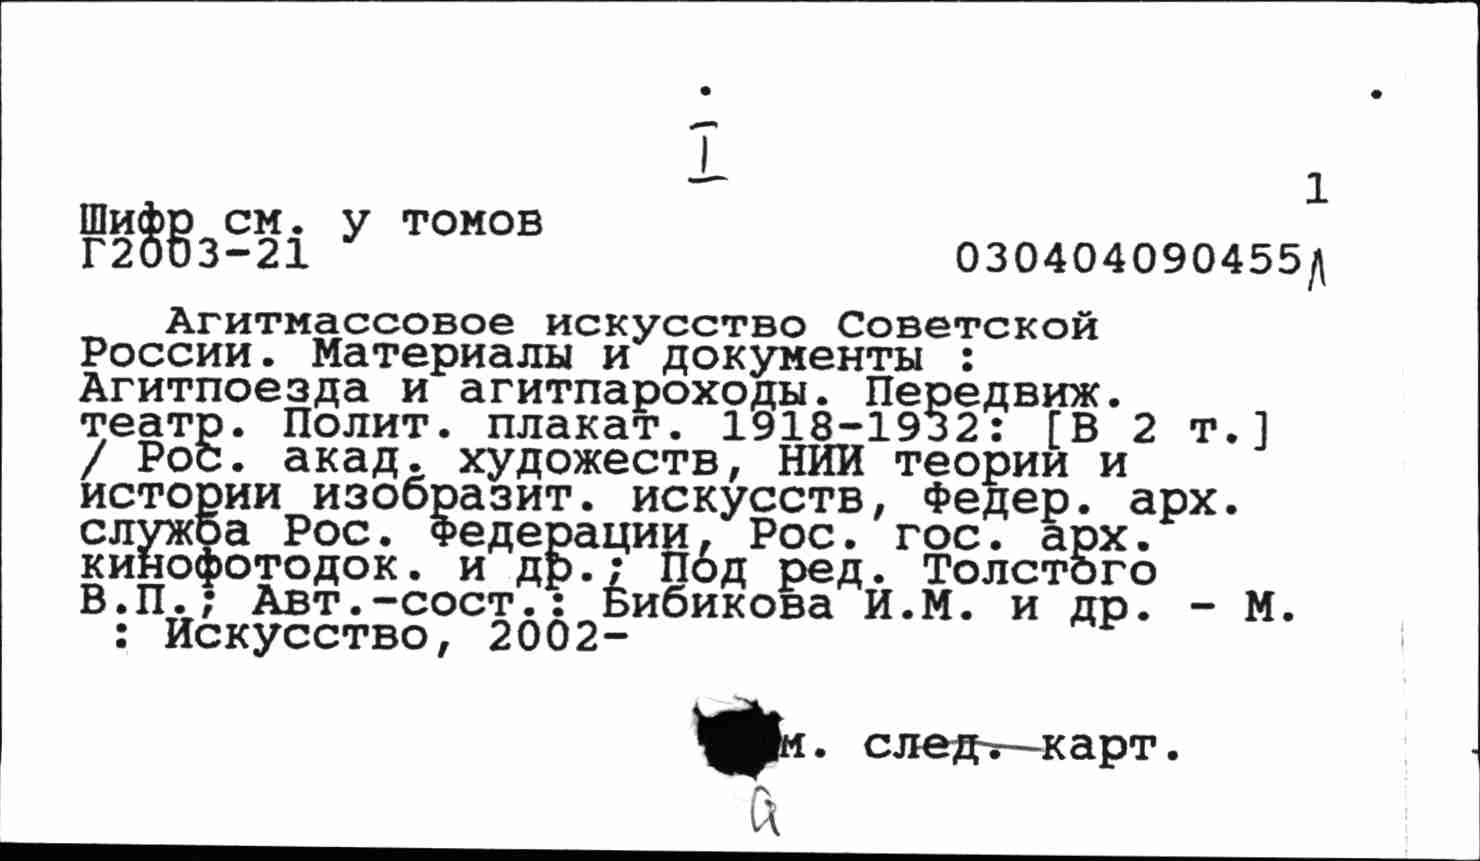 I
1
Шифр см. у томов
Г2003-21
030404090455л
Агитмассовое искусство Советской
России. Материалы и документы :
Агитпоезда и агитпароходы. Передвиж.
театр. Полит. плакат. 1918-1932: [В 2 т.]
/ Рос. акад. художеств, НИИ теории и
истории изобразит. искусств, Федер. арх.
служба Рос. Федерации, Рос. гос. арх.
кинофотодок. и др.; Под ред. Толстого
В.П.; Авт.-сост.: Бибикова И.М. и др. - М.
: Искусство, 2002-
м. след. карт.